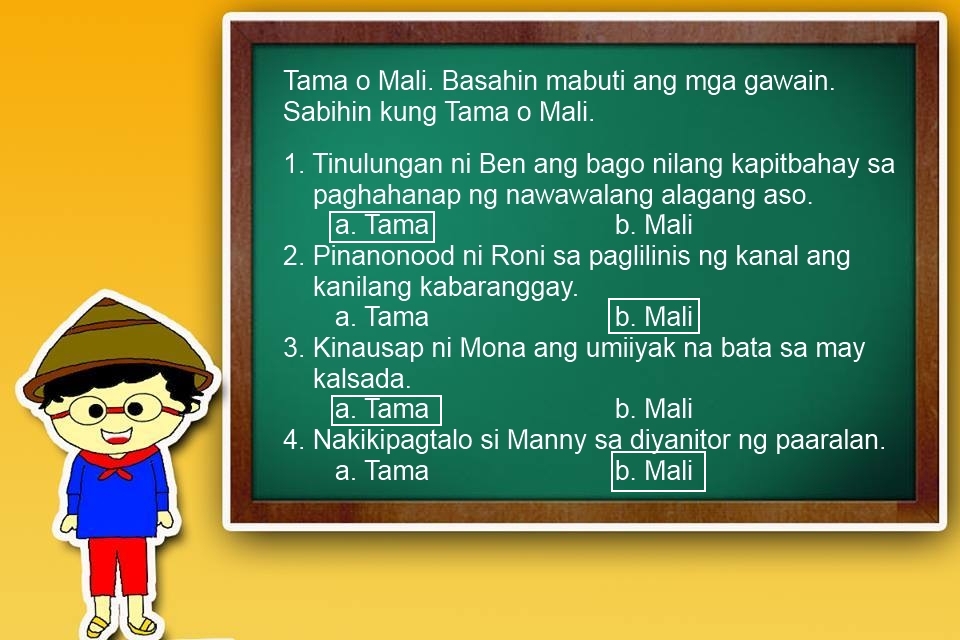 Tama o Mali. Basahin mabuti ang mga gawain.
Sabihin kung Tama o Mali.
1. Tinulungan ni Ben ang bago nilang kapitbahay sa
paghahanap ng nawawalang alagang aso.
a. Tama b. Mali
2. Pinanonood ni Roni sa paglilinis ng kanal ang
kanilang kabaranggay.
a. Tama b. Mali
3. Kinausap ni Mona ang umiiyak na bata sa may
kalsada.
a. Tama b. Mali
4. Nakikipagtalo si Manny sa diyanitor ng paaralan.
a. Tama b. Mali